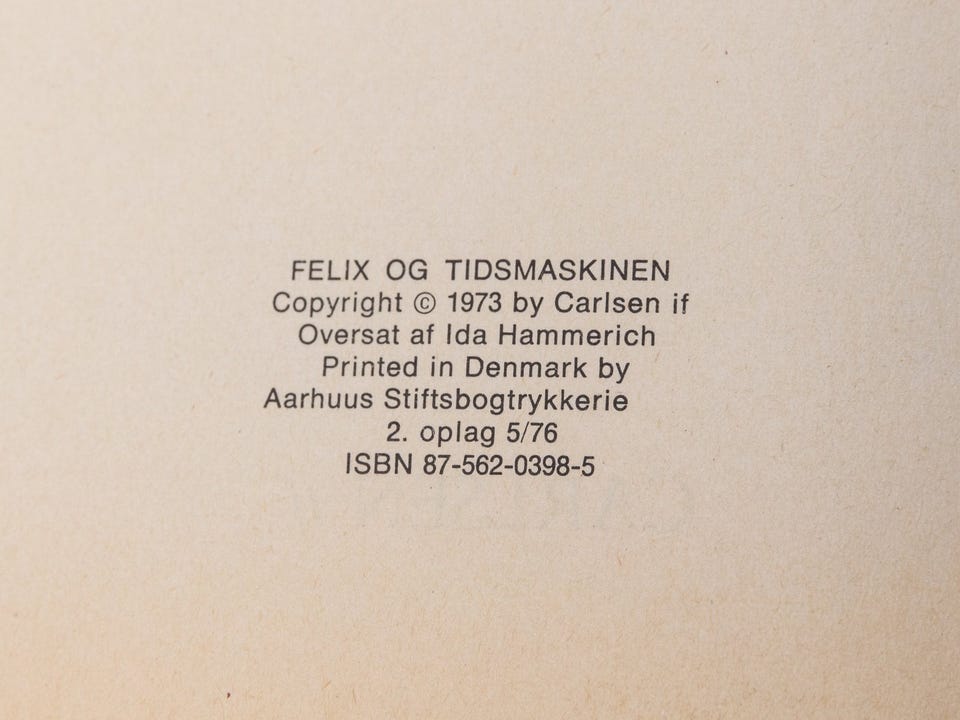 FELIX OG TIDSMASKINEN
Copyright © 1973 by Carlsen if
Oversat af Ida Hammerich
Printed in Denmark by
Aarhuus Stiftsbogtrykkerie
2. oplag 5/76
ISBN 87-562-0398-5